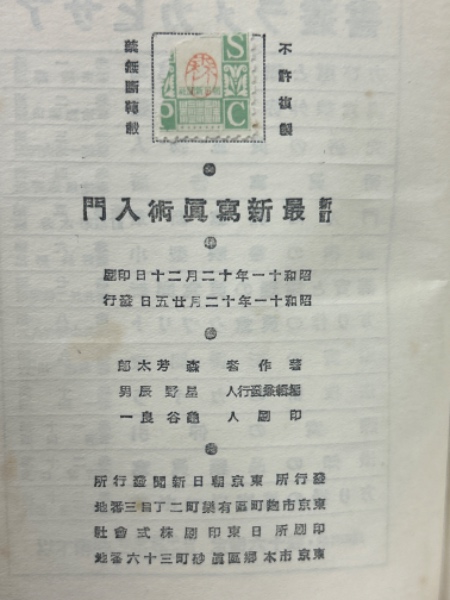 不許複製
無斷轉載
S
森
P
C
新訂
最新寫眞術入門
昭和十一年十二月二十日印刷
昭和十一年十二月廿五日發行
著作者 森芳太郎
編輯兼發行人 星野辰男
印刷人 龜谷良一
發行所 東京朝日新聞發行所
東京市麴町區有樂町二丁目三番地
印刷所 日東印刷株式會社
東京市本鄕區眞砂町三十六番地